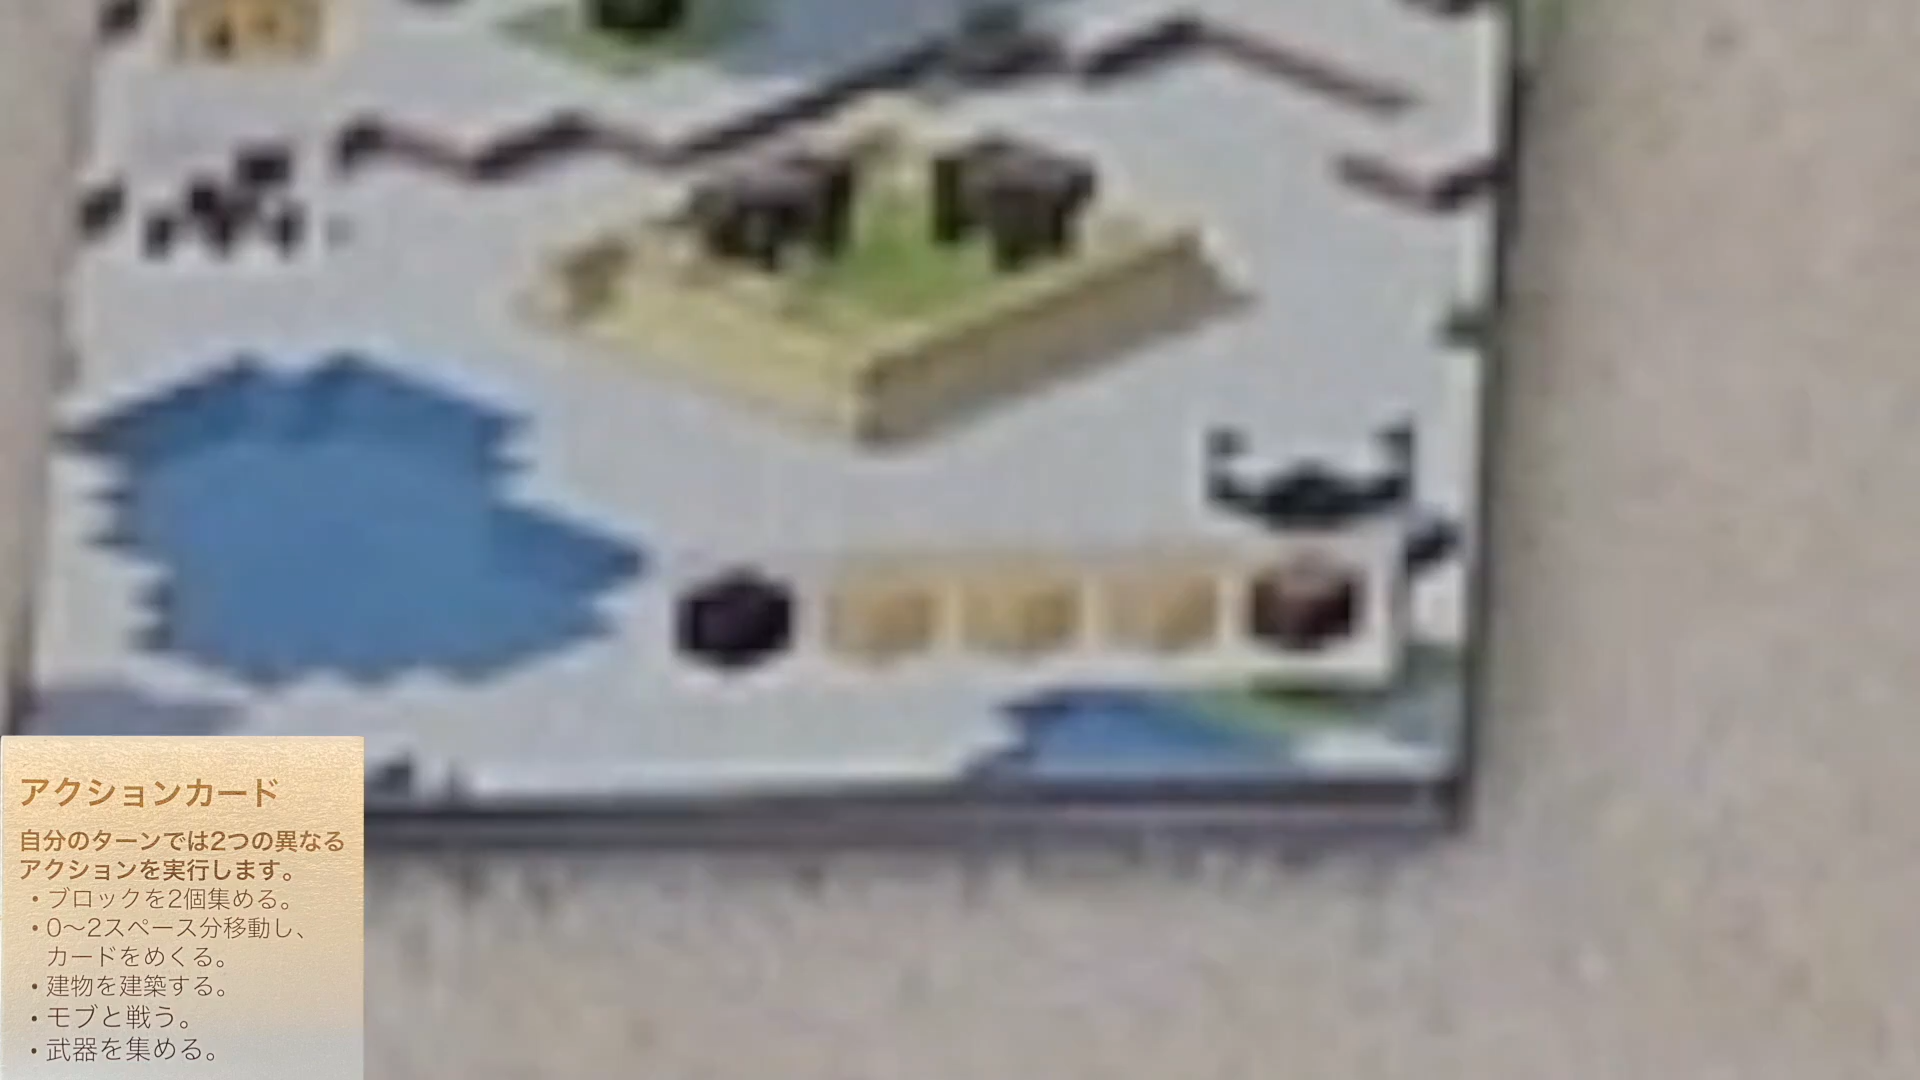 アクションカード
自分のターンでは2つの異なる
アクションを実行します。
・ブロックを2個集める。
・0〜2スペース分移動し、
カードをめくる。
・建物を建築する。
・モブと戦う。
・武器を集める。